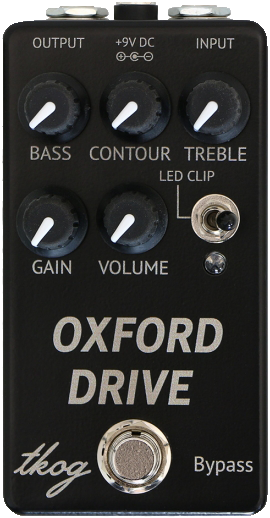 OUTPUT +9V DC INPUT
BASS CONTOUR TREBLE
LED CLIP
GAIN VOLUME
OXFORD
DRIVE
tkog Bypass